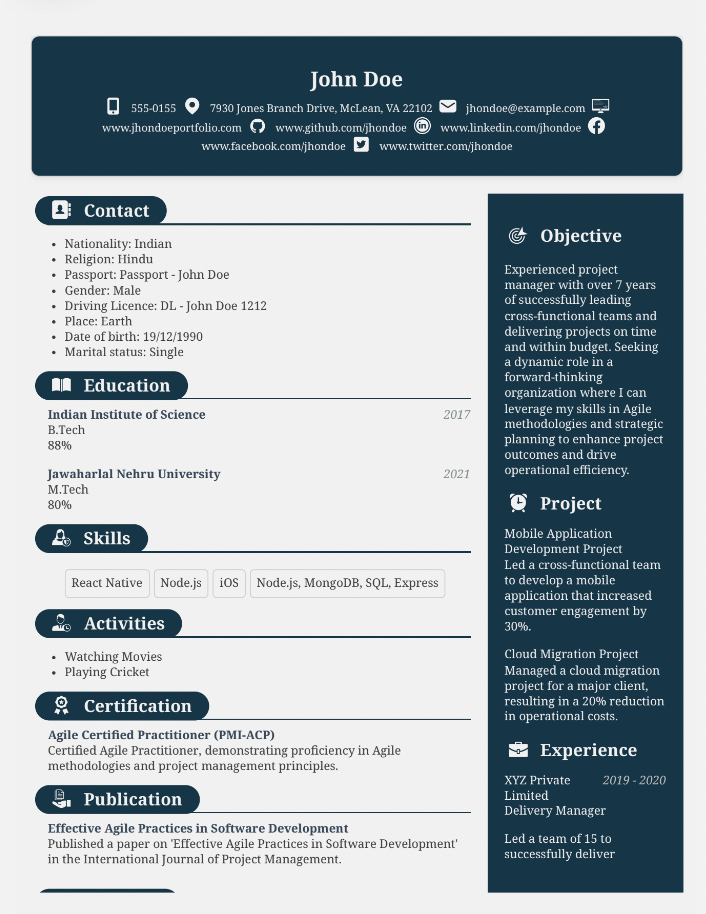 John Doe
555-0155 7930 Jones Branch Drive, McLean, VA 22102 jhondoe@example.com
www.jhondoeportfolio.com www.github.com/jhondoe www.linkedin.com/jhondoe
www.facebook.com/jhondoe www.twitter.com/jhondoe
Contact
• Nationality: Indian
• Religion: Hindu
• Passport: Passport - John Doe
• Gender: Male
• Driving Licence: DL - John Doe 1212
• Place: Earth
• Date of birth: 19/12/1990
• Marital status: Single
Education
Indian Institute of Science 2017
B.Tech
88%
Jawaharlal Nehru University 2021
M.Tech
80%
Skills
React Native Node.js iOS Node.js, MongoDB, SQL, Express
Activities
• Watching Movies
• Playing Cricket
Certification
Agile Certified Practitioner (PMI-ACP)
Certified Agile Practitioner, demonstrating proficiency in Agile
methodologies and project management principles.
Publication
Effective Agile Practices in Software Development
Published a paper on 'Effective Agile Practices in Software Development'
in the International Journal of Project Management.
Objective
Experienced project
manager with over 7 years
of successfully leading
cross-functional teams and
delivering projects on time
and within budget. Seeking
a dynamic role in a
forward-thinking
organization where I can
leverage my skills in Agile
methodologies and strategic
planning to enhance project
outcomes and drive
operational efficiency.
Project
Mobile Application
Development Project
Led a cross-functional team
to develop a mobile
application that increased
customer engagement by
30%.
Cloud Migration Project
Managed a cloud migration
project for a major client,
resulting in a 20% reduction
in operational costs.
Experience
XYZ Private 2019 - 2020
Limited
Delivery Manager
Led a team of 15 to
successfully deliver